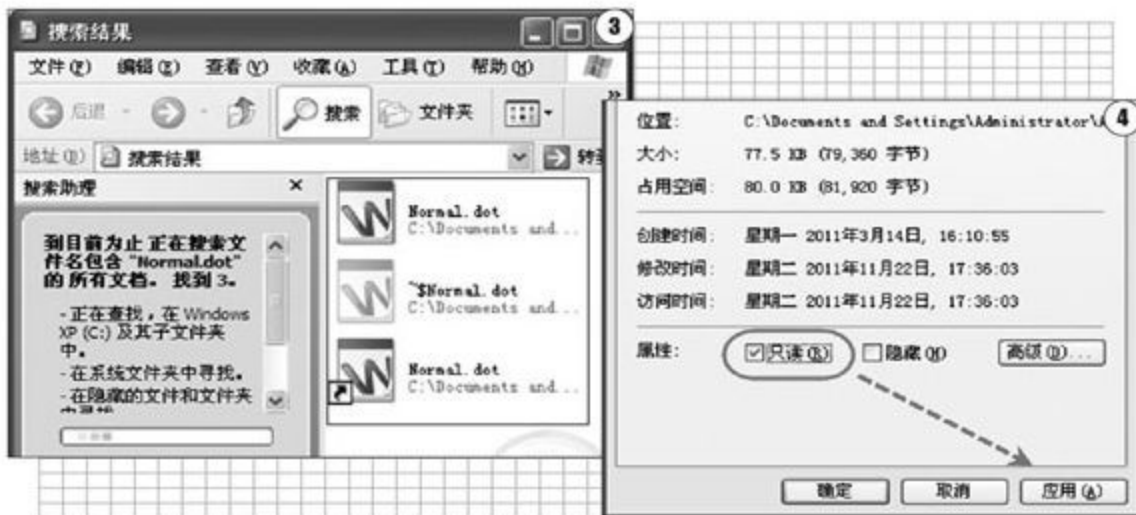 搜索结果
3
文件(F) 编辑(E) 查看(V) 收藏(A) 工具(T) 帮助(H)
后退 搜索 文件夹 »
地址(D) 搜索结果 转到
搜索助理 ×
到目前为止 正在搜索文
件名包含 “Normal.dot”
的 所有文档。 找到 3。
-正在查找，在 Windows
XP (C:) 及其子文件夹
中。
-在系统文件夹中寻找。
-在隐藏的文件和文件夹
中寻找。
Normal.dot
C:\Documents and...
~$Normal.dot
C:\Documents and...
Normal.dot
C:\Documents and...
4
位置: C:\Documents and Settings\Administrator\A
大小: 77.5 KB (79,360 字节)
占用空间: 80.0 KB (81,920 字节)
创建时间: 星期一 2011年3月14日, 16:10:55
修改时间: 星期二 2011年11月22日, 17:36:03
访问时间: 星期二 2011年11月22日, 17:36:03
属性: 只读(R) 隐藏(H) 高级(D)...
确定 取消 应用(A)